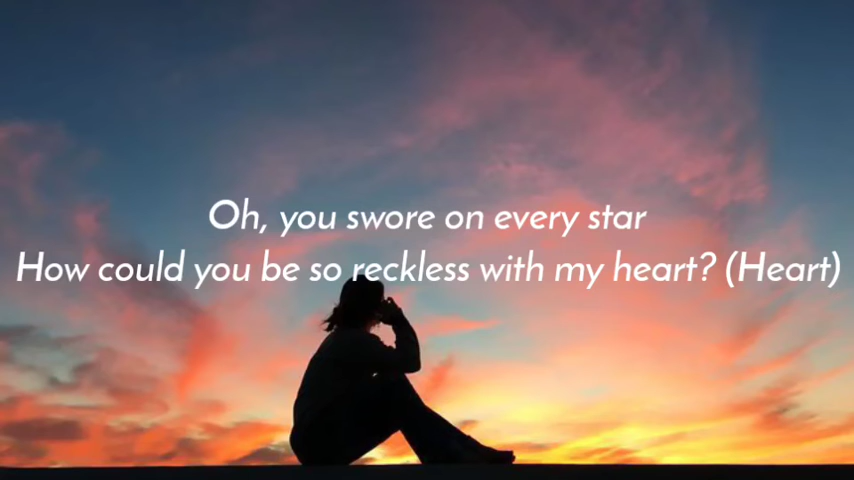 Oh, you swore on every star
How could you be so reckless with my heart? (Heart)